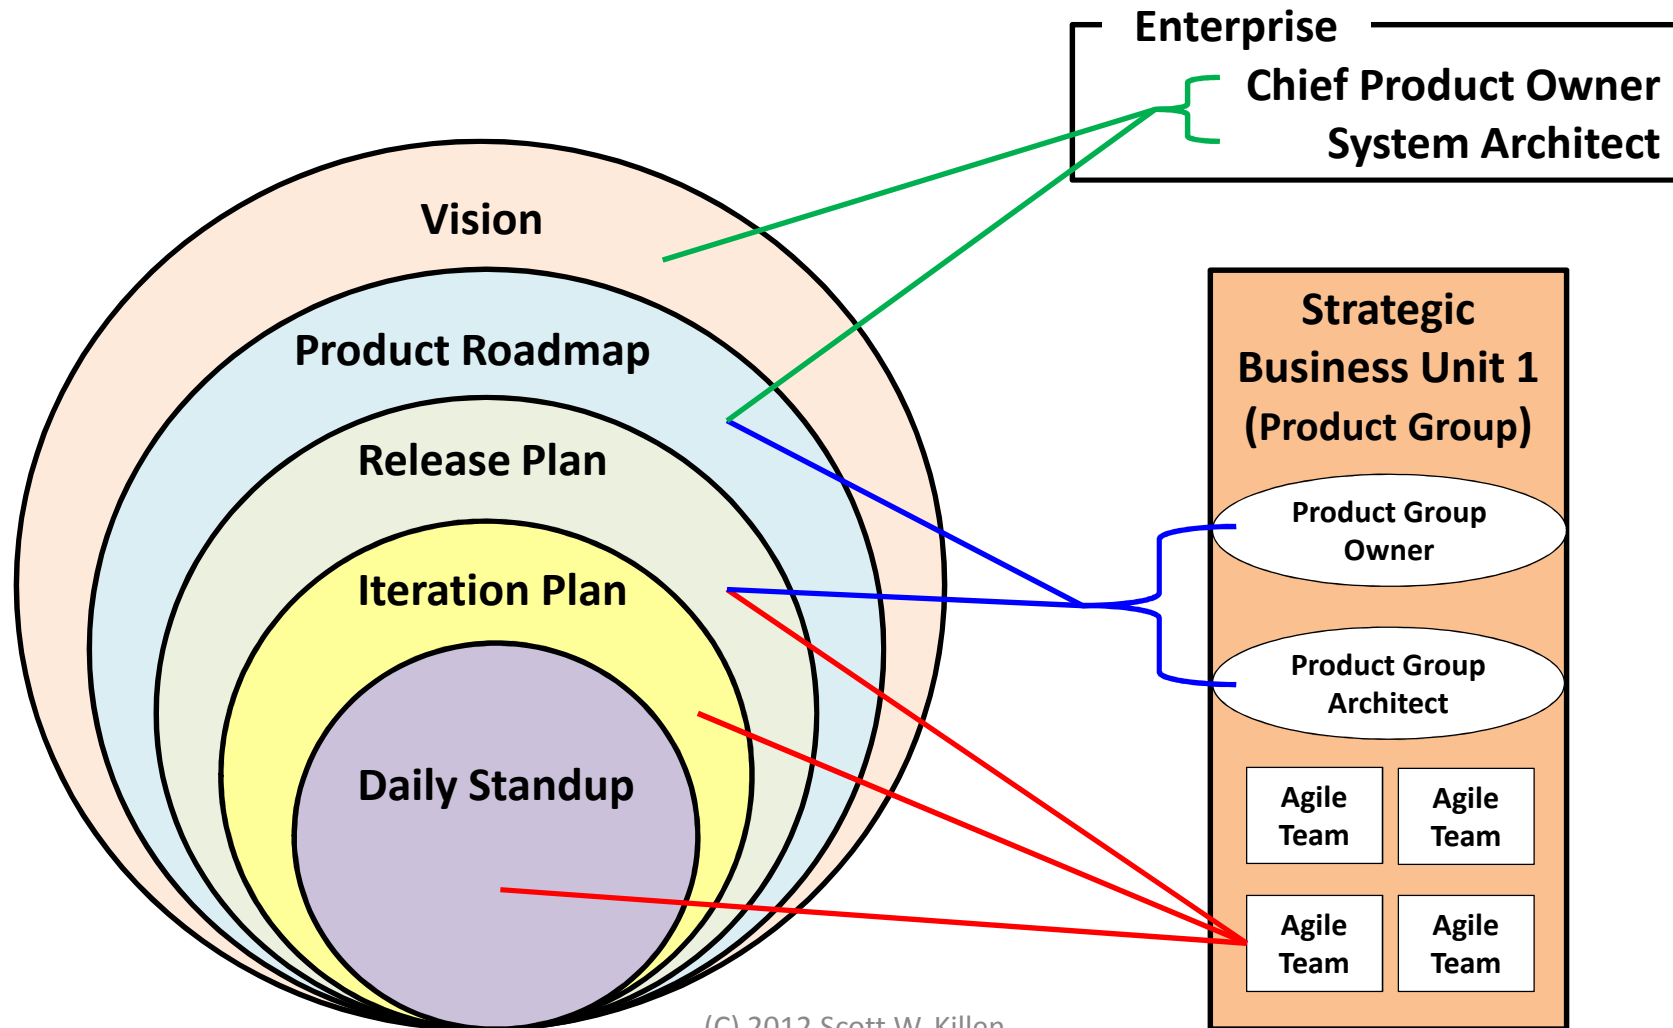 Enterprise
Chief Product Owner
System Architect
Vision
Product Roadmap
Release Plan
Iteration Plan
Daily Standup
Strategic
Business Unit 1
(Product Group)
Product Group
Owner
Product Group
Architect
Agile
Team
Agile
Team
Agile
Team
Agile
Team
(C) 2012 Scott W. Killen